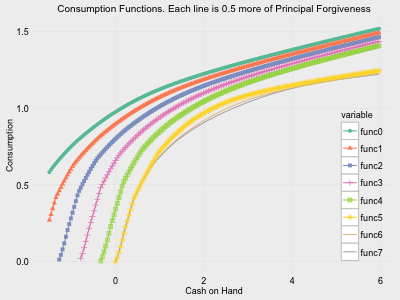 Consumption Functions. Each line is 0.5 more of Principal Forgiveness
1.5
1.0
0.5
0.0
Consumption
0
2
4
6
Cash on Hand
variable
func0
func1
func2
func3
func4
func5
func6
func7